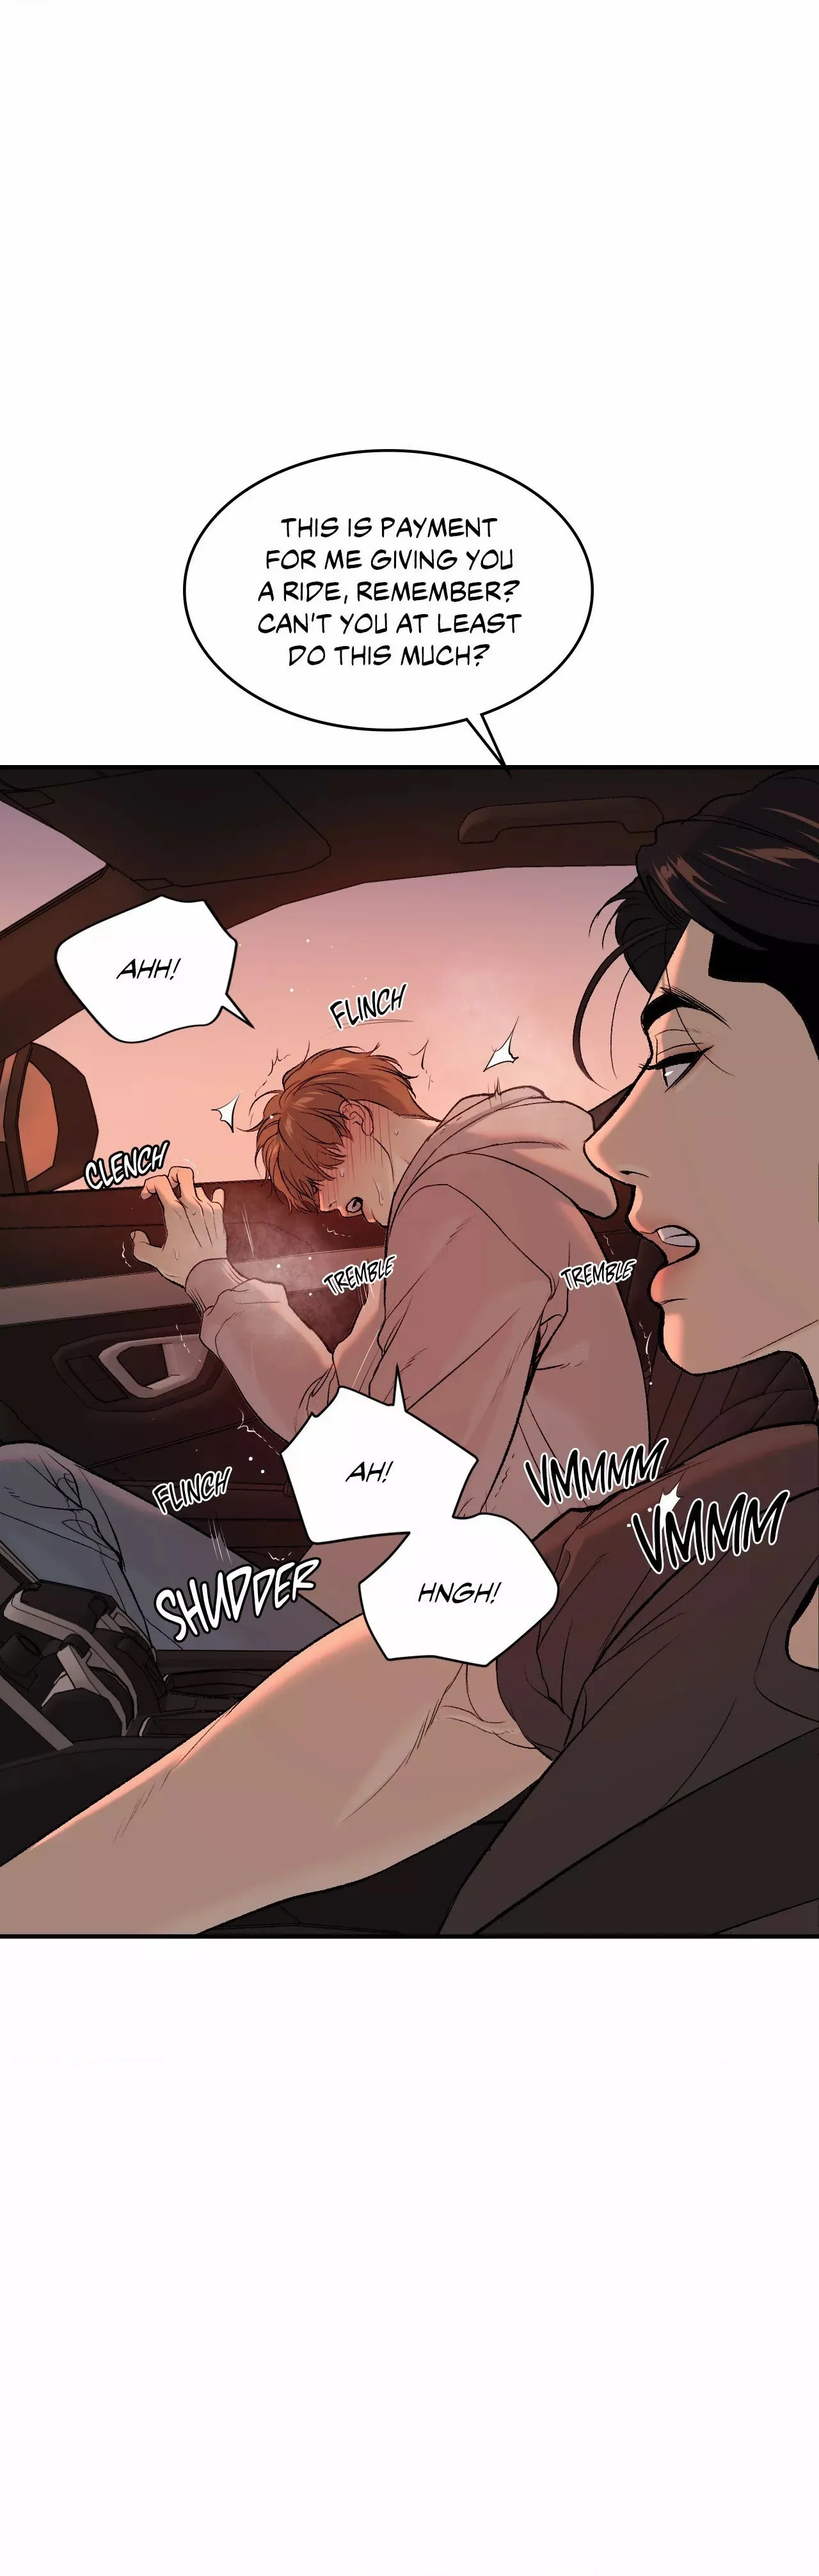 THIS IS PAYMENT
FOR ME GIVING YOU
A RIDE, REMEMBER?
CAN'T YOU AT LEAST
DO THIS MUCH?
AHH!
FLINCH
CLENCH
TREMBLE
TREMBLE
AH!
VMMMM
FLINCH
VMMM
HNGH!
SHUDDER